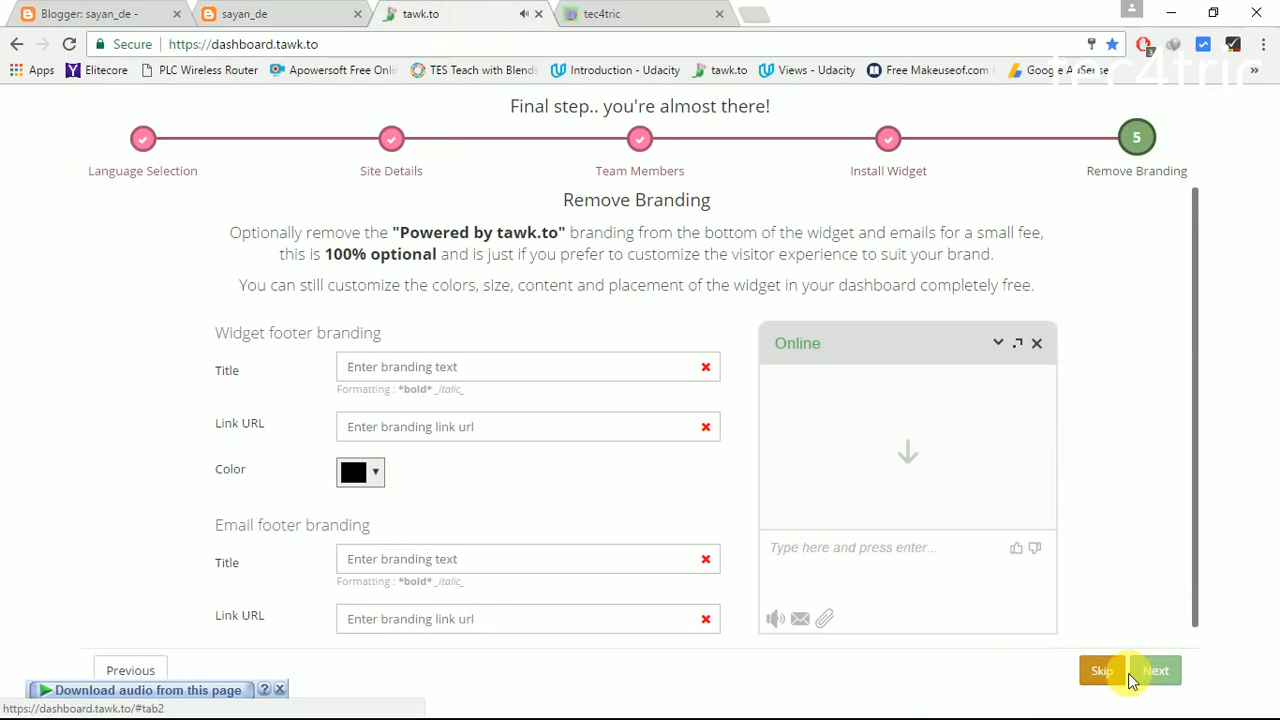 Blogger: sayan_de -
sayan_de
tawk.to
tec4tric
Secure
https://dashboard.tawk.to
Apps
Elitecore
PLC Wireless Router
Apowersoft Free Onli
TES Teach with Blends
Introduction - Udacity
tawk.to
Views - Udacity
Free Makeuseof.com
Google AdSense
»
tec4tric
Final step.. you're almost there!
5
Language Selection
Site Details
Team Members
Install Widget
Remove Branding
Remove Branding
Optionally remove the "Powered by tawk.to" branding from the bottom of the widget and emails for a small fee,
this is 100% optional and is just if you prefer to customize the visitor experience to suit your brand.
You can still customize the colors, size, content and placement of the widget in your dashboard completely free.
Widget footer branding
Title
Enter branding text
Formatting : *bold* _italic_
Link URL
Enter branding link url
Color
Email footer branding
Title
Enter branding text
Formatting : *bold* _italic_
Link URL
Enter branding link url
Online
Type here and press enter...
Previous
Skip
Next
Download audio from this page
?
X
https://dashboard.tawk.to/#tab2